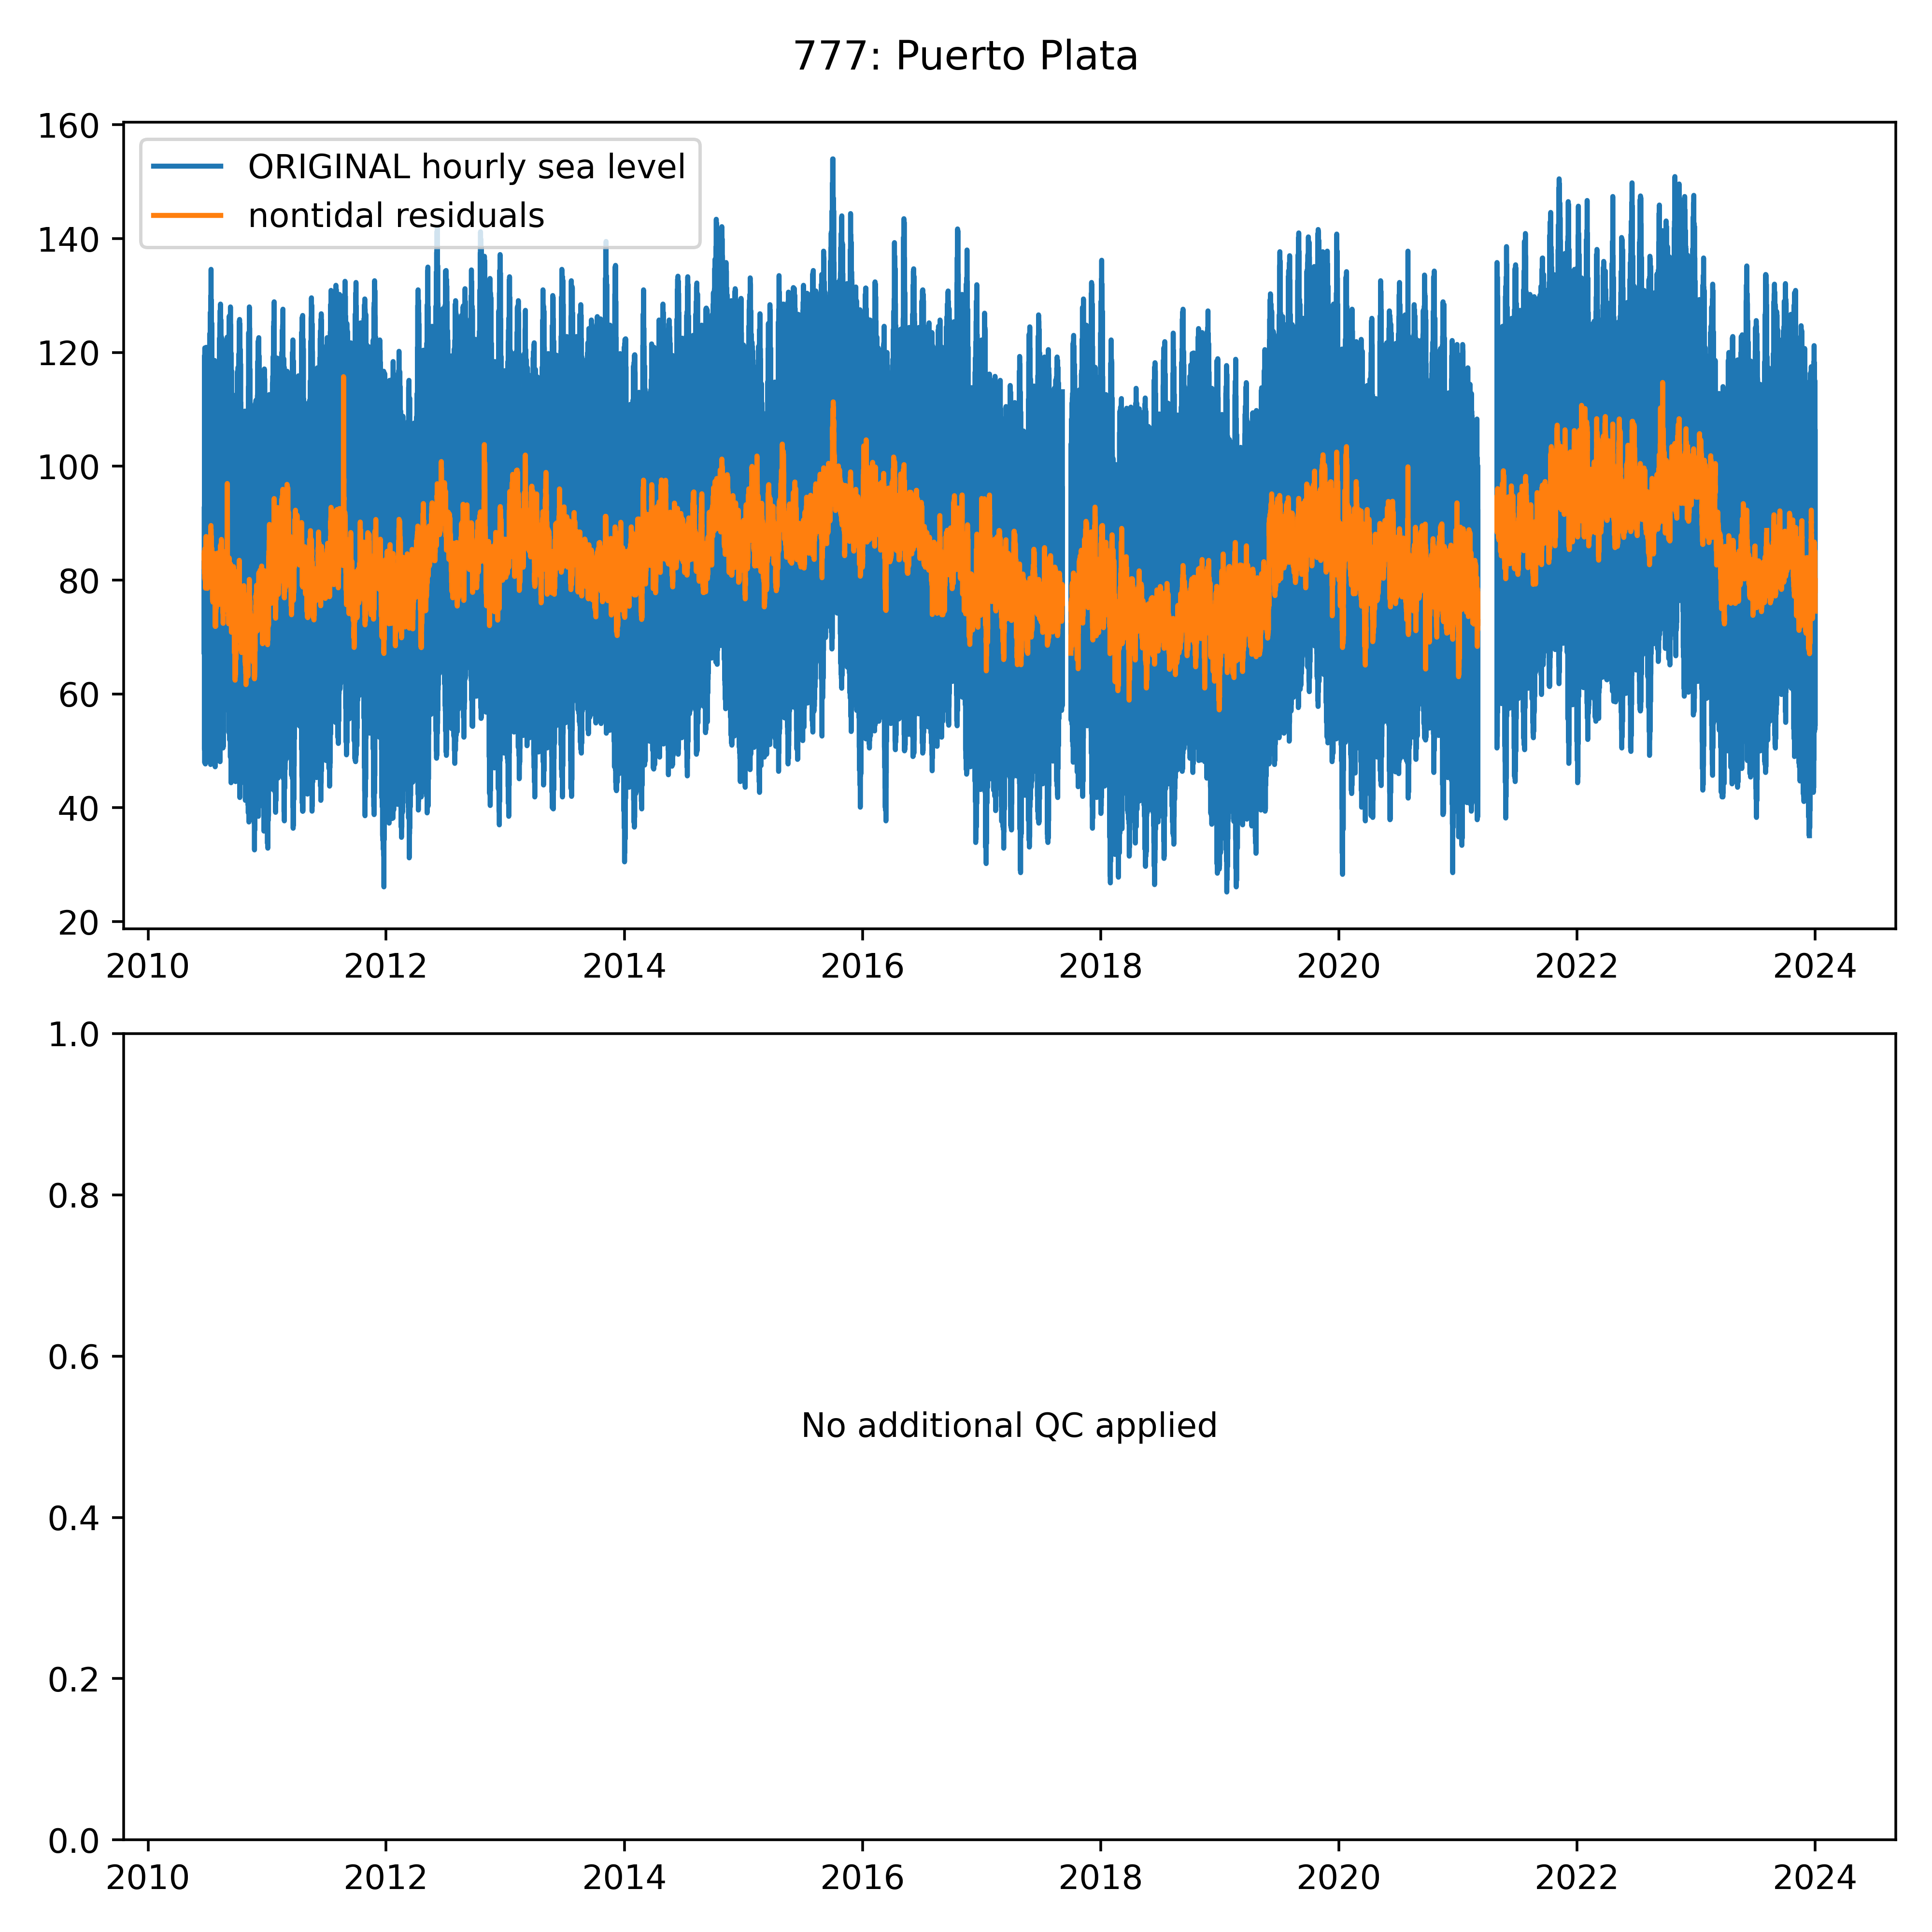 777: Puerto Plata
160
140
120
100
80
60
40
20
ORIGINAL hourly sea level
nontidal residuals
2010 2012 2014 2016 2018 2020 2022 2024
1.0
0.8
0.6
0.4
0.2
0.0
No additional QC applied
2010 2012 2014 2016 2018 2020 2022 2024